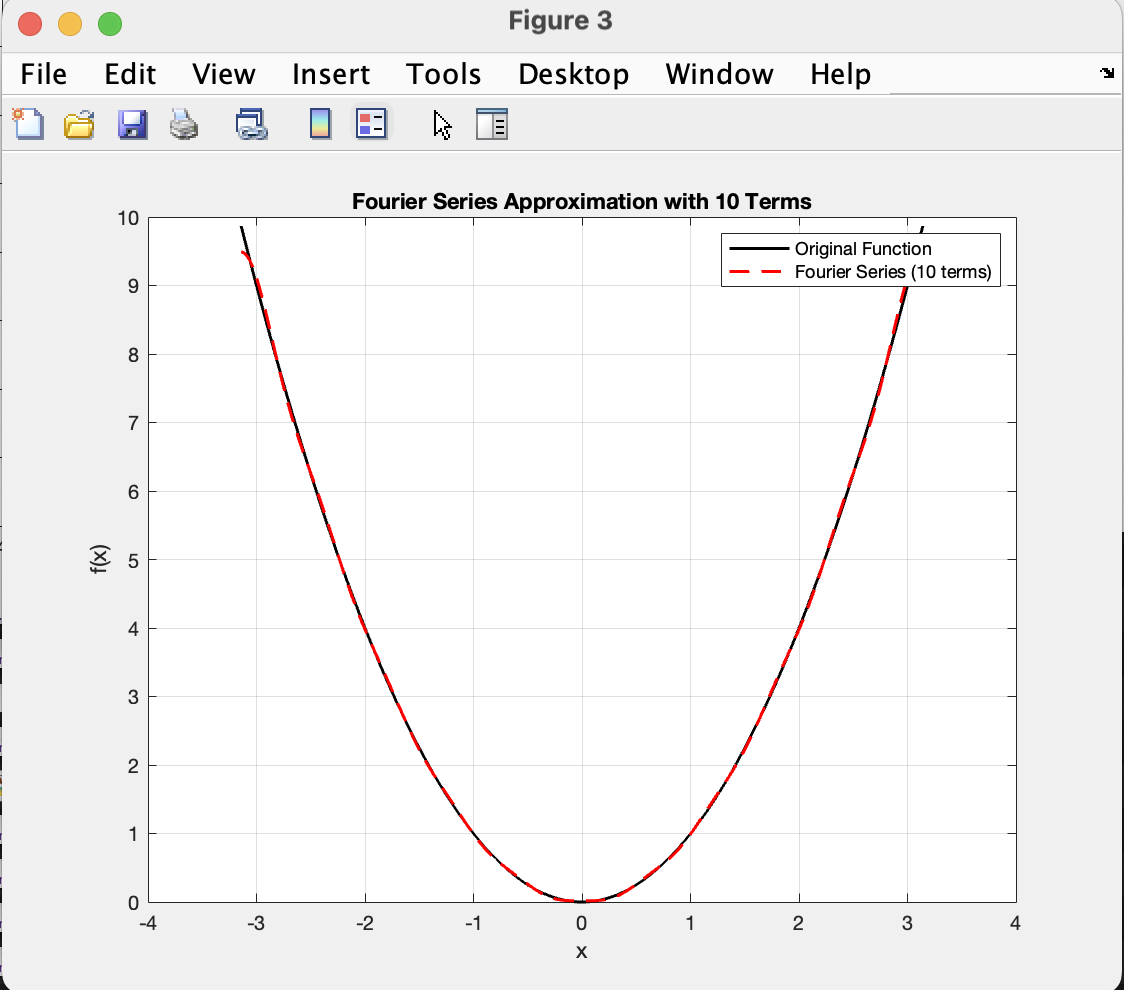 Figure 3
File Edit View Insert Tools Desktop Window Help
Fourier Series Approximation with 10 Terms
Original Function
Fourier Series (10 terms)
10
9
8
7
6
5
4
3
2
1
0
f(x)
-4 -3 -2 -1 0 1 2 3 4
x